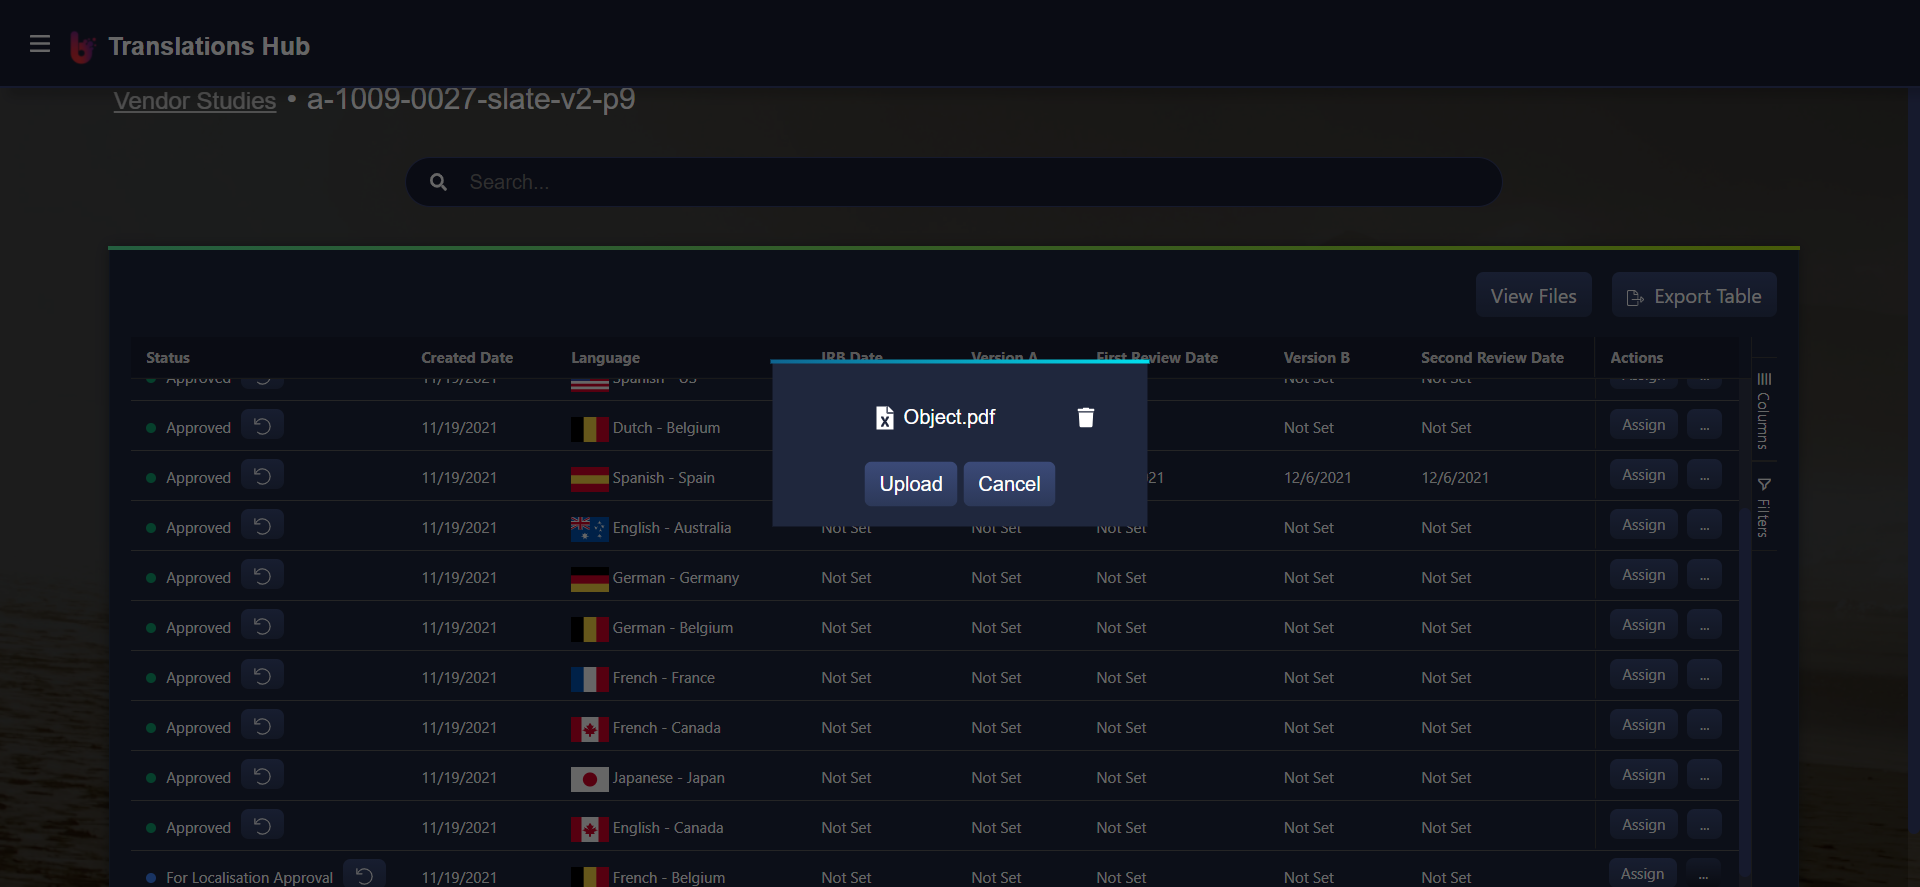 Translations Hub
Vendor Studies • a-1009-0027-slate-v2-p9
Search...
View Files
Export Table
Status Created Date Language IRB Date Version A First Review Date Version B Second Review Date Actions
Approved 11/19/2021 Spanish - US Not Set Not Set Assign ...
Approved 11/19/2021 Dutch - Belgium Not Set Not Set Assign ...
Approved 11/19/2021 Spanish - Spain 21 12/6/2021 12/6/2021 Assign ...
Approved 11/19/2021 English - Australia Not Set Not Set Not Set Not Set Not Set Assign ...
Approved 11/19/2021 German - Germany Not Set Not Set Not Set Not Set Not Set Assign ...
Approved 11/19/2021 German - Belgium Not Set Not Set Not Set Not Set Not Set Assign ...
Approved 11/19/2021 French - France Not Set Not Set Not Set Not Set Not Set Assign ...
Approved 11/19/2021 French - Canada Not Set Not Set Not Set Not Set Not Set Assign ...
Approved 11/19/2021 Japanese - Japan Not Set Not Set Not Set Not Set Not Set Assign ...
Approved 11/19/2021 English - Canada Not Set Not Set Not Set Not Set Not Set Assign ...
For Localisation Approval 11/19/2021 French - Belgium Not Set Not Set Not Set Not Set Not Set Assign ...
Columns
Filters
Object.pdf
Upload Cancel